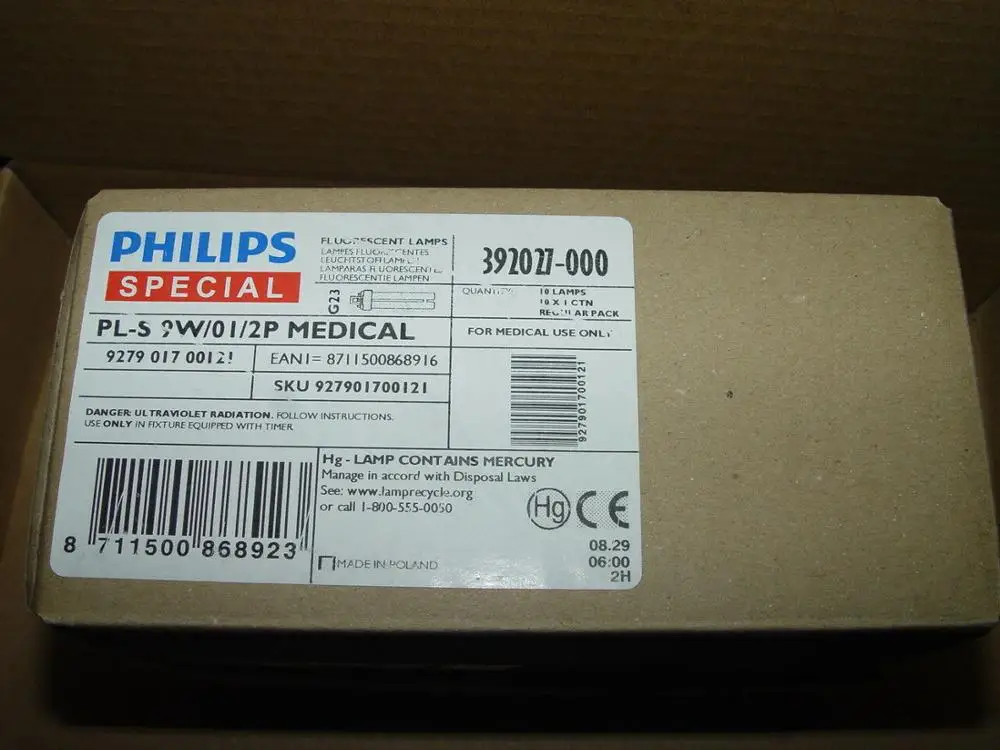 PHILIPS
SPECIAL
FLUORESCENT LAMPS
LAMPES FLUORESCENTES
LEUCHTSTOFFLAMPEN
LAMPARAS FLUORESCENTES
FLUORESCENTIE LAMPEN
G23
392027-000
QUANTITY
10 LAMPS
10 X 1 CTN
REGULAR PACK
PL-S 9W/01/2P MEDICAL
FOR MEDICAL USE ONLY
9279 017 00121
EAN1= 8711500868916
SKU 927901700121
927901700121
DANGER: ULTRAVIOLET RADIATION. FOLLOW INSTRUCTIONS.
USE ONLY IN FIXTURE EQUIPPED WITH TIMER
Hg - LAMP CONTAINS MERCURY
Manage in accord with Disposal Laws
See: www.lamprecycle.org
or call 1-800-555-0050
Hg CE
8 711500 868923
MADE IN POLAND
08.29
06:00
2H